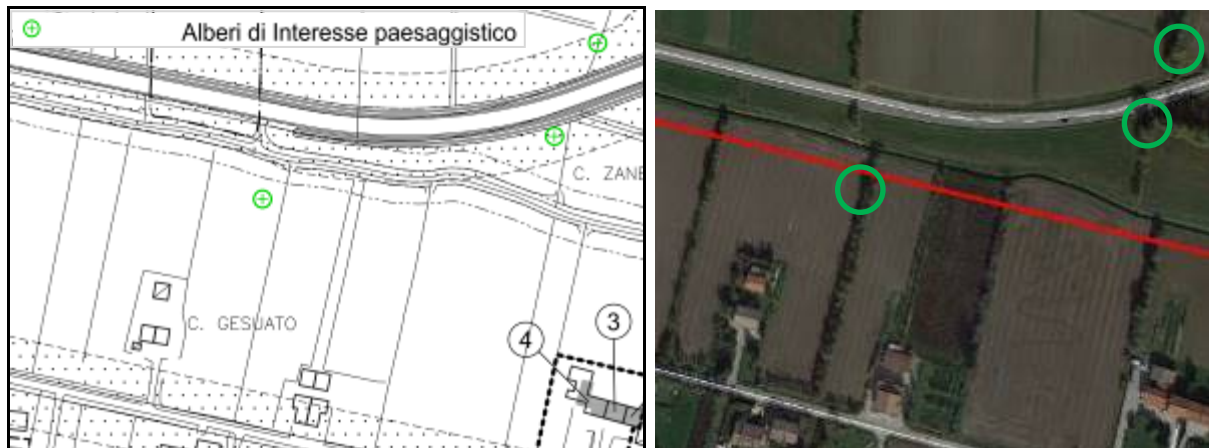 Alberi di Interesse paesaggistico
C. ZANE
C. GESUATO
3
4